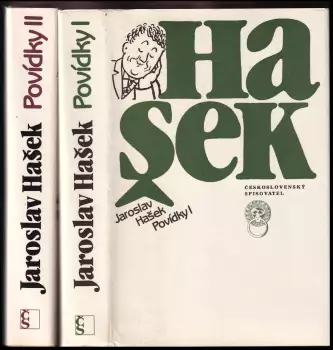 Jaroslav Hašek Povídky II
ČS
Jaroslav Hašek Povídky I
ČS
Ha
šek
ČESKOSLOVENSKÝ
SPISOVATEL
Jaroslav
Hašek
Povídky I